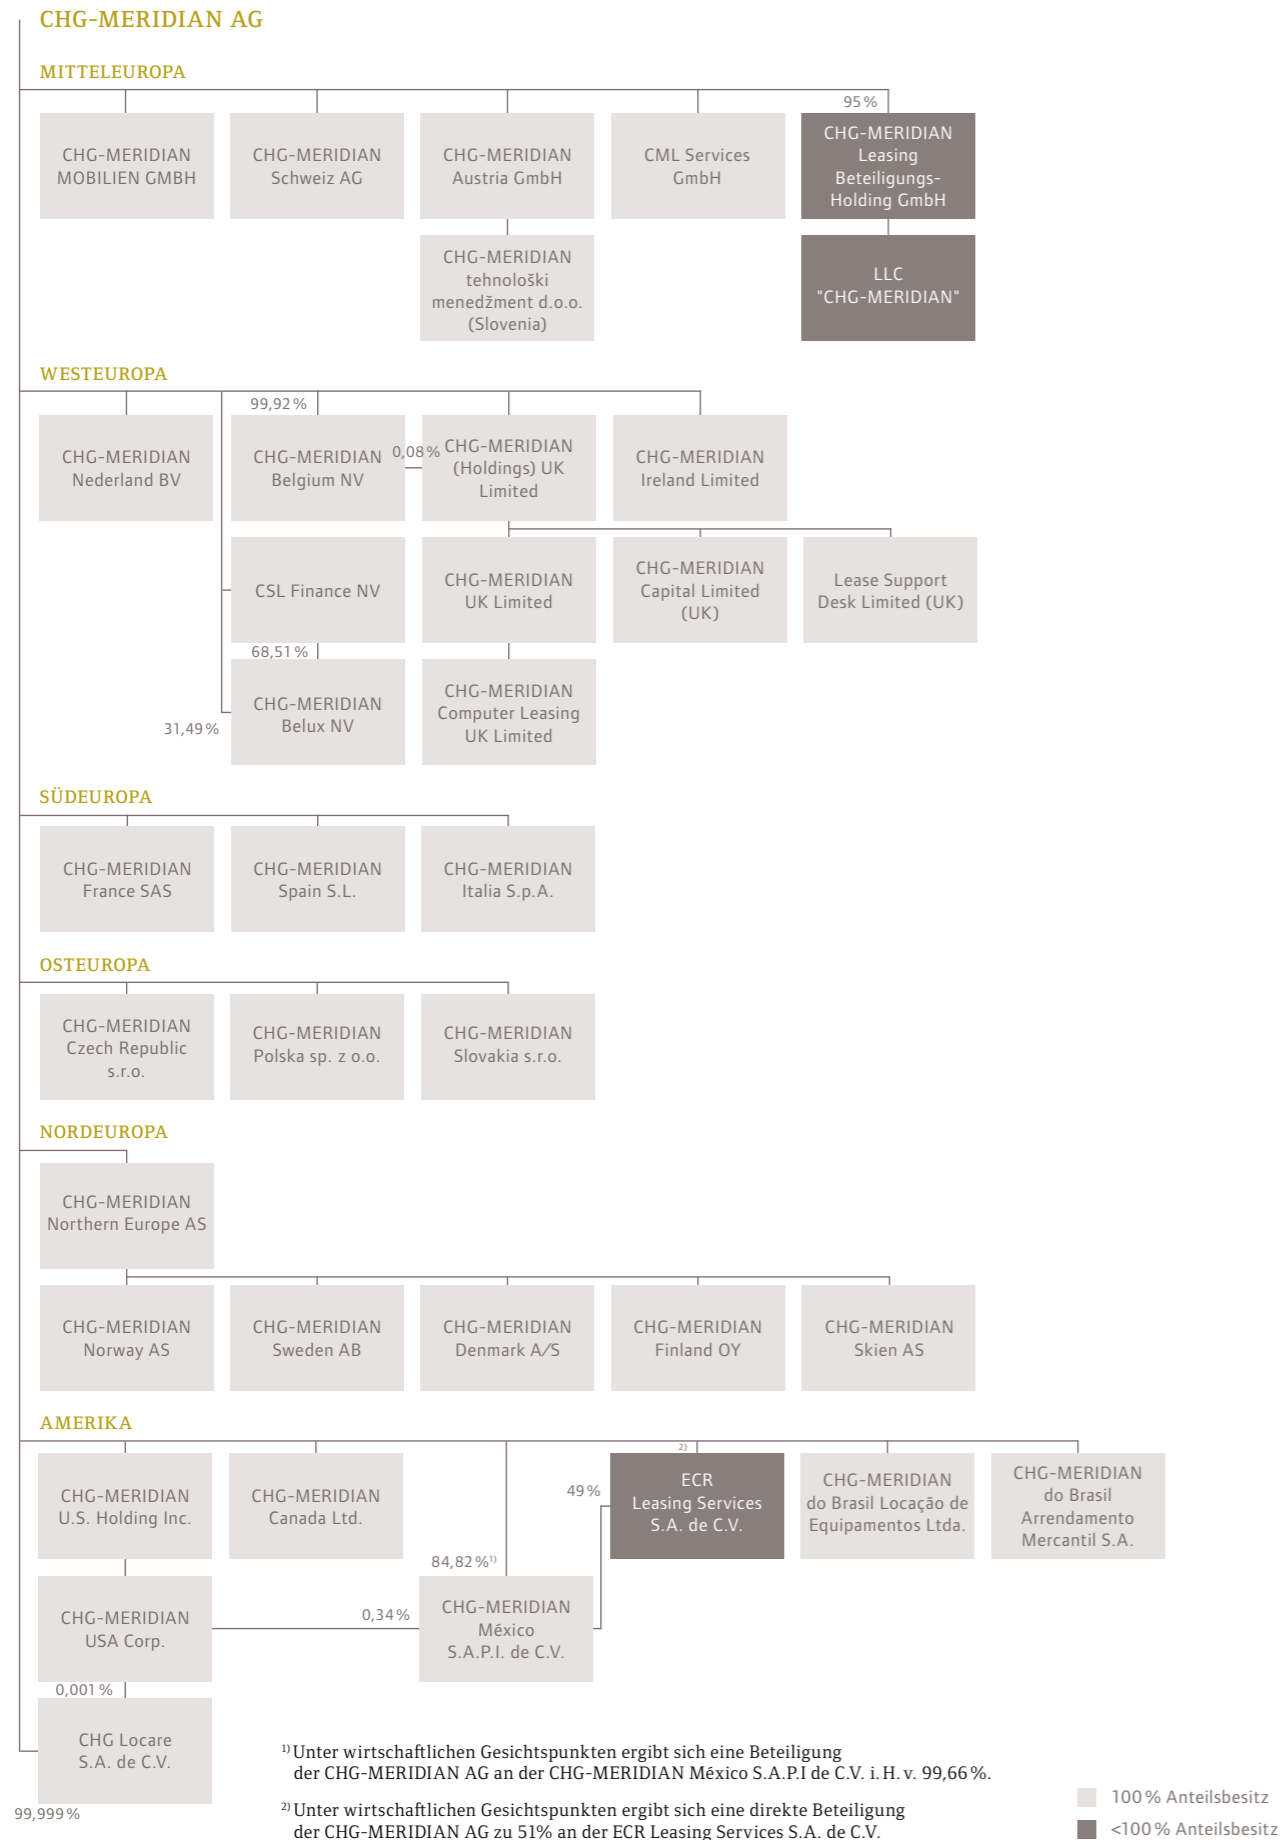 CHG-MERIDIAN AG
MITTELEUROPA
95 %
CHG-MERIDIAN
MOBILIEN GMBH
CHG-MERIDIAN
Schweiz AG
CHG-MERIDIAN
Austria GmbH
CML Services
GmbH
CHG-MERIDIAN
Leasing
Beteiligungs-
Holding GmbH
CHG-MERIDIAN
tehnološki
menedžment d.o.o.
(Slovenia)
LLC
"CHG-MERIDIAN"
WESTEUROPA
99,92 %
CHG-MERIDIAN
Nederland BV
CHG-MERIDIAN
Belgium NV
0,08 %
CHG-MERIDIAN
(Holdings) UK
Limited
CHG-MERIDIAN
Ireland Limited
CSL Finance NV
CHG-MERIDIAN
UK Limited
CHG-MERIDIAN
Capital Limited
(UK)
Lease Support
Desk Limited (UK)
68,51 %
CHG-MERIDIAN
Belux NV
CHG-MERIDIAN
Computer Leasing
UK Limited
31,49 %
SÜDEUROPA
CHG-MERIDIAN
France SAS
CHG-MERIDIAN
Spain S.L.
CHG-MERIDIAN
Italia S.p.A.
OSTEUROPA
CHG-MERIDIAN
Czech Republic
s.r.o.
CHG-MERIDIAN
Polska sp. z o.o.
CHG-MERIDIAN
Slovakia s.r.o.
NORDEUROPA
CHG-MERIDIAN
Northern Europe AS
CHG-MERIDIAN
Norway AS
CHG-MERIDIAN
Sweden AB
CHG-MERIDIAN
Denmark A/S
CHG-MERIDIAN
Finland OY
CHG-MERIDIAN
Skien AS
AMERIKA
2)
CHG-MERIDIAN
U.S. Holding Inc.
CHG-MERIDIAN
Canada Ltd.
49 %
ECR
Leasing Services
S.A. de C.V.
CHG-MERIDIAN
do Brasil Locação de
Equipamentos Ltda.
CHG-MERIDIAN
do Brasil
Arrendamento
Mercantil S.A.
84,82 %1)
CHG-MERIDIAN
USA Corp.
0,34 %
CHG-MERIDIAN
México
S.A.P.I. de C.V.
0,001 %
CHG Locare
S.A. de C.V.
99,999 %
1) Unter wirtschaftlichen Gesichtspunkten ergibt sich eine Beteiligung
der CHG-MERIDIAN AG an der CHG-MERIDIAN México S.A.P.I de C.V. i. H. v. 99,66 %.
2) Unter wirtschaftlichen Gesichtspunkten ergibt sich eine direkte Beteiligung
der CHG-MERIDIAN AG zu 51% an der ECR Leasing Services S.A. de C.V.
100 % Anteilsbesitz
<100 % Anteilsbesitz